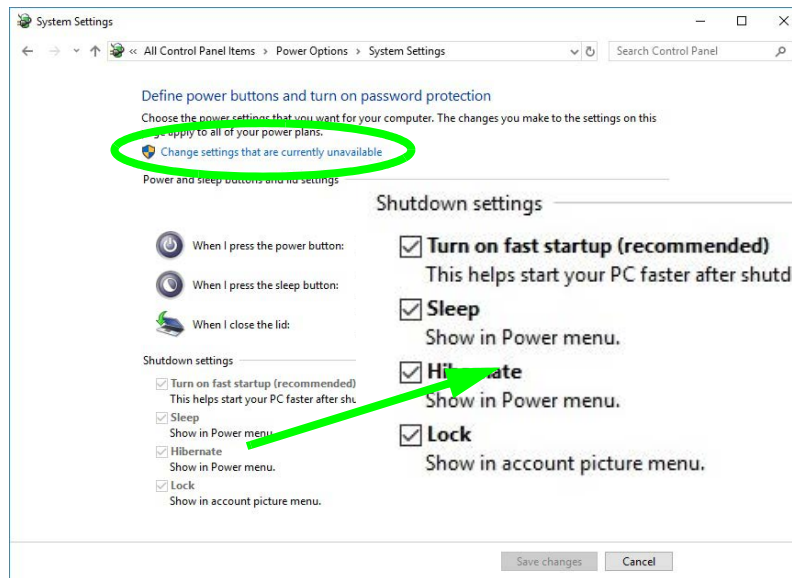 System Settings
« All Control Panel Items > Power Options > System Settings
Search Control Panel
Define power buttons and turn on password protection
Choose the power settings that you want for your computer. The changes you make to the settings on this
apply to all of your power plans.
Change settings that are currently unavailable
Power and sleep buttons and lid settings
When I press the power button:
When I press the sleep button:
When I close the lid:
Shutdown settings
Turn on fast startup (recommended)
This helps start your PC faster after shu
Sleep
Show in Power menu.
Hibernate
Show in Power menu.
Lock
Show in account picture menu.
Shutdown settings
Turn on fast startup (recommended)
This helps start your PC faster after shutd
Sleep
Show in Power menu.
Hibernate
Show in Power menu.
Lock
Show in account picture menu.
Save changes
Cancel